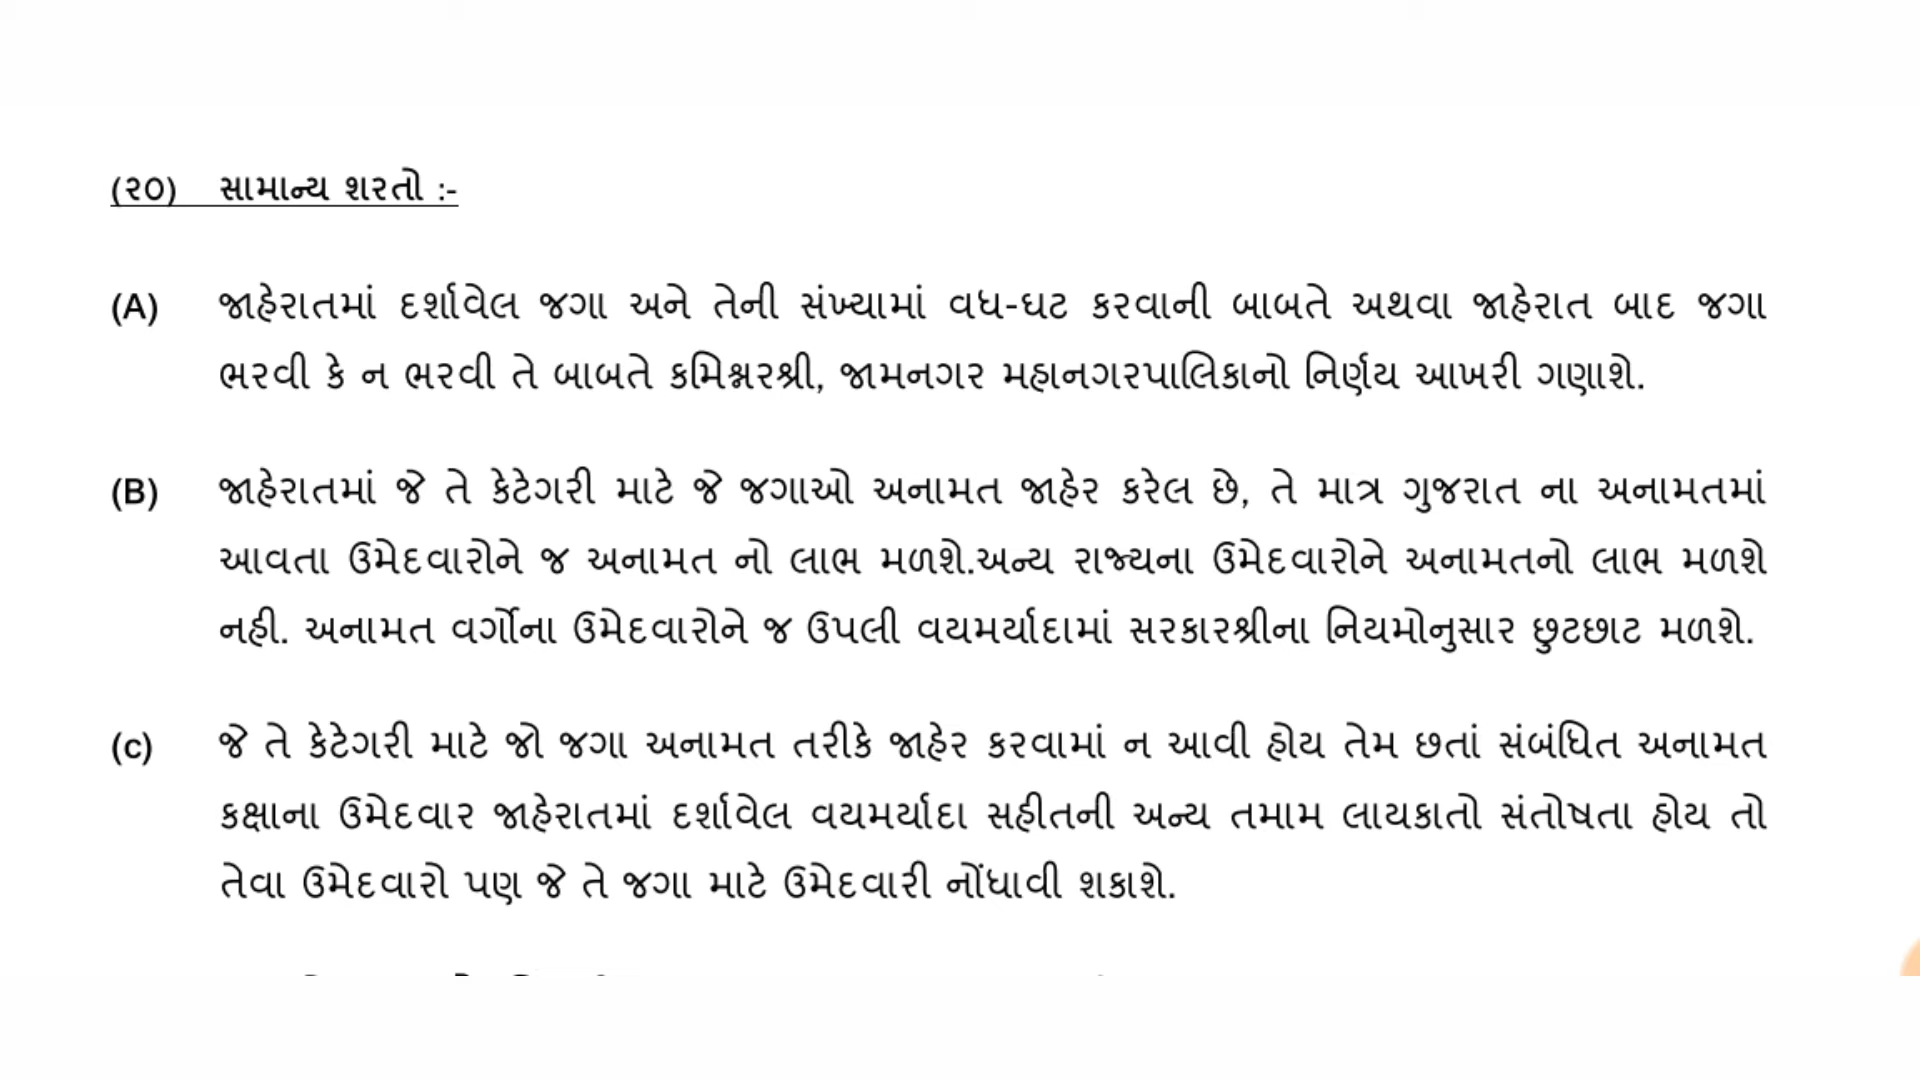 (૨૦) સામાન્ય શરતો :-
(A) જાહેરાતમાં દર્શાવેલ જગા અને તેની સંખ્યામાં વધ-ઘટ કરવાની બાબતે અથવા જાહેરાત બાદ જગા
ભરવી કે ન ભરવી તે બાબતે કમિશ્નરશ્રી, જામનગર મહાનગરપાલિકાનો નિર્ણય આખરી ગણાશે.
(B) જાહેરાતમાં જે તે કેટેગરી માટે જે જગાઓ અનામત જાહેર કરેલ છે, તે માત્ર ગુજરાત ના અનામતમાં
આવતા ઉમેદવારોને જ અનામત નો લાભ મળશે.અન્ય રાજ્યના ઉમેદવારોને અનામતનો લાભ મળશે
નહી. અનામત વર્ગોના ઉમેદવારોને જ ઉપલી વયમર્યાદામાં સરકારશ્રીના નિયમોનુસાર છુટછાટ મળશે.
(c) જે તે કેટેગરી માટે જો જગા અનામત તરીકે જાહેર કરવામાં ન આવી હોય તેમ છતાં સંબંધિત અનામત
કક્ષાના ઉમેદવાર જાહેરાતમાં દર્શાવેલ વયમર્યાદા સહીતની અન્ય તમામ લાયકાતો સંતોષતા હોય તો
તેવા ઉમેદવારો પણ જે તે જગા માટે ઉમેદવારી નોંધાવી શકાશે.